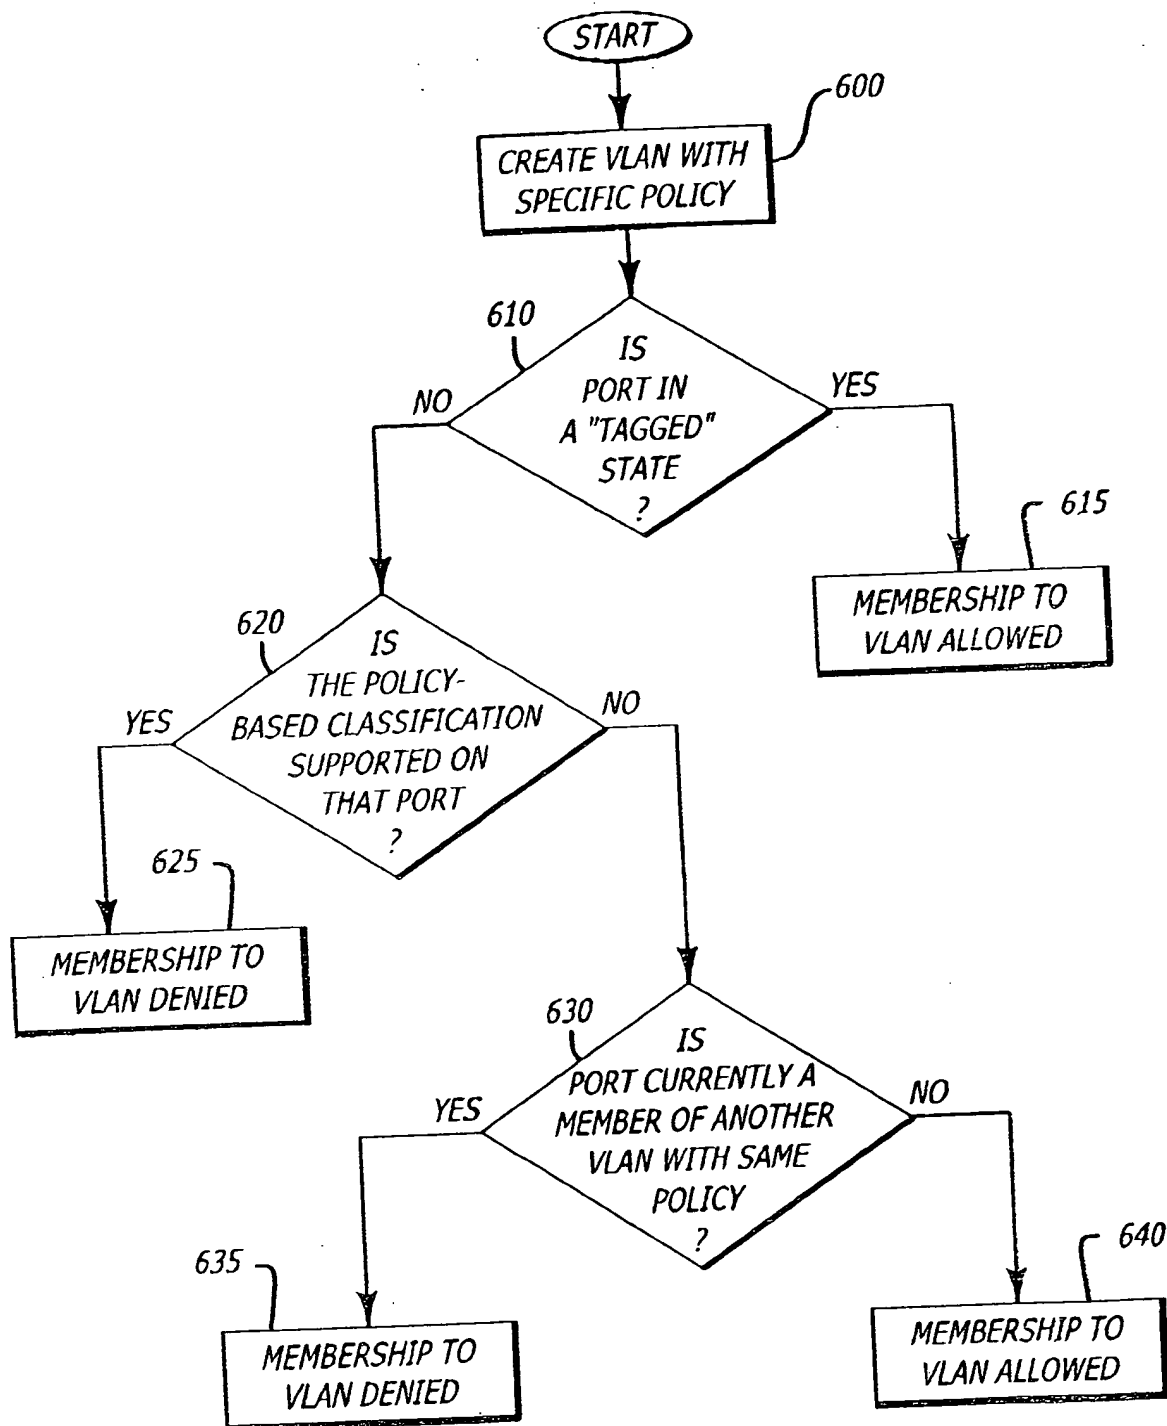 START
600
CREATE VLAN WITH
SPECIFIC POLICY
610
IS
PORT IN
A "TAGGED"
STATE
?
NO
YES
615
MEMBERSHIP TO
VLAN ALLOWED
620
IS
THE POLICY-
BASED CLASSIFICATION
SUPPORTED ON
THAT PORT
?
YES
NO
625
MEMBERSHIP TO
VLAN DENIED
630
IS
PORT CURRENTLY A
MEMBER OF ANOTHER
VLAN WITH SAME
POLICY
?
YES
NO
635
MEMBERSHIP TO
VLAN DENIED
640
MEMBERSHIP TO
VLAN ALLOWED